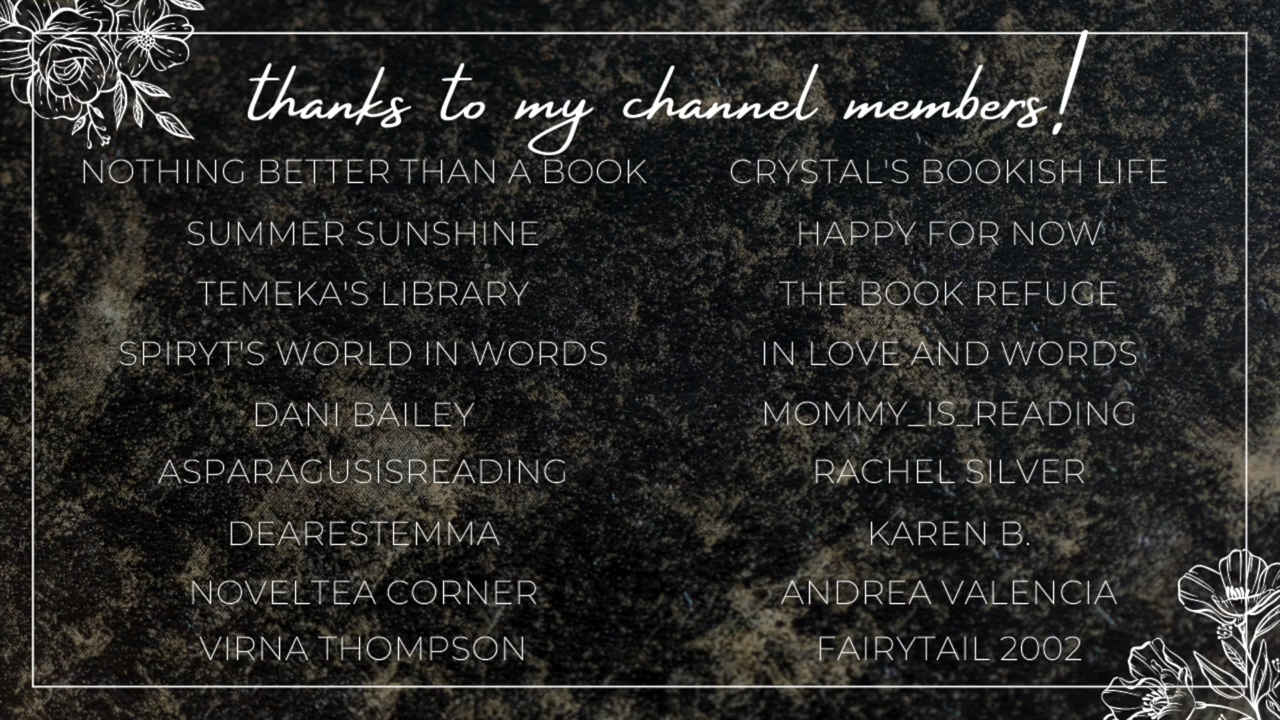 thanks to my channel members!
NOTHING BETTER THAN A BOOK
SUMMER SUNSHINE
TEMEKA'S LIBRARY
SPIRYT'S WORLD IN WORDS
DANI BAILEY
ASPARAGUSISREADING
DEARESTEMMA
NOVELTEA CORNER
VIRNA THOMPSON
CRYSTAL'S BOOKISH LIFE
HAPPY FOR NOW
THE BOOK REFUGE
IN LOVE AND WORDS
MOMMY_IS_READING
RACHEL SILVER
KAREN B.
ANDREA VALENCIA
FAIRYTAIL 2002